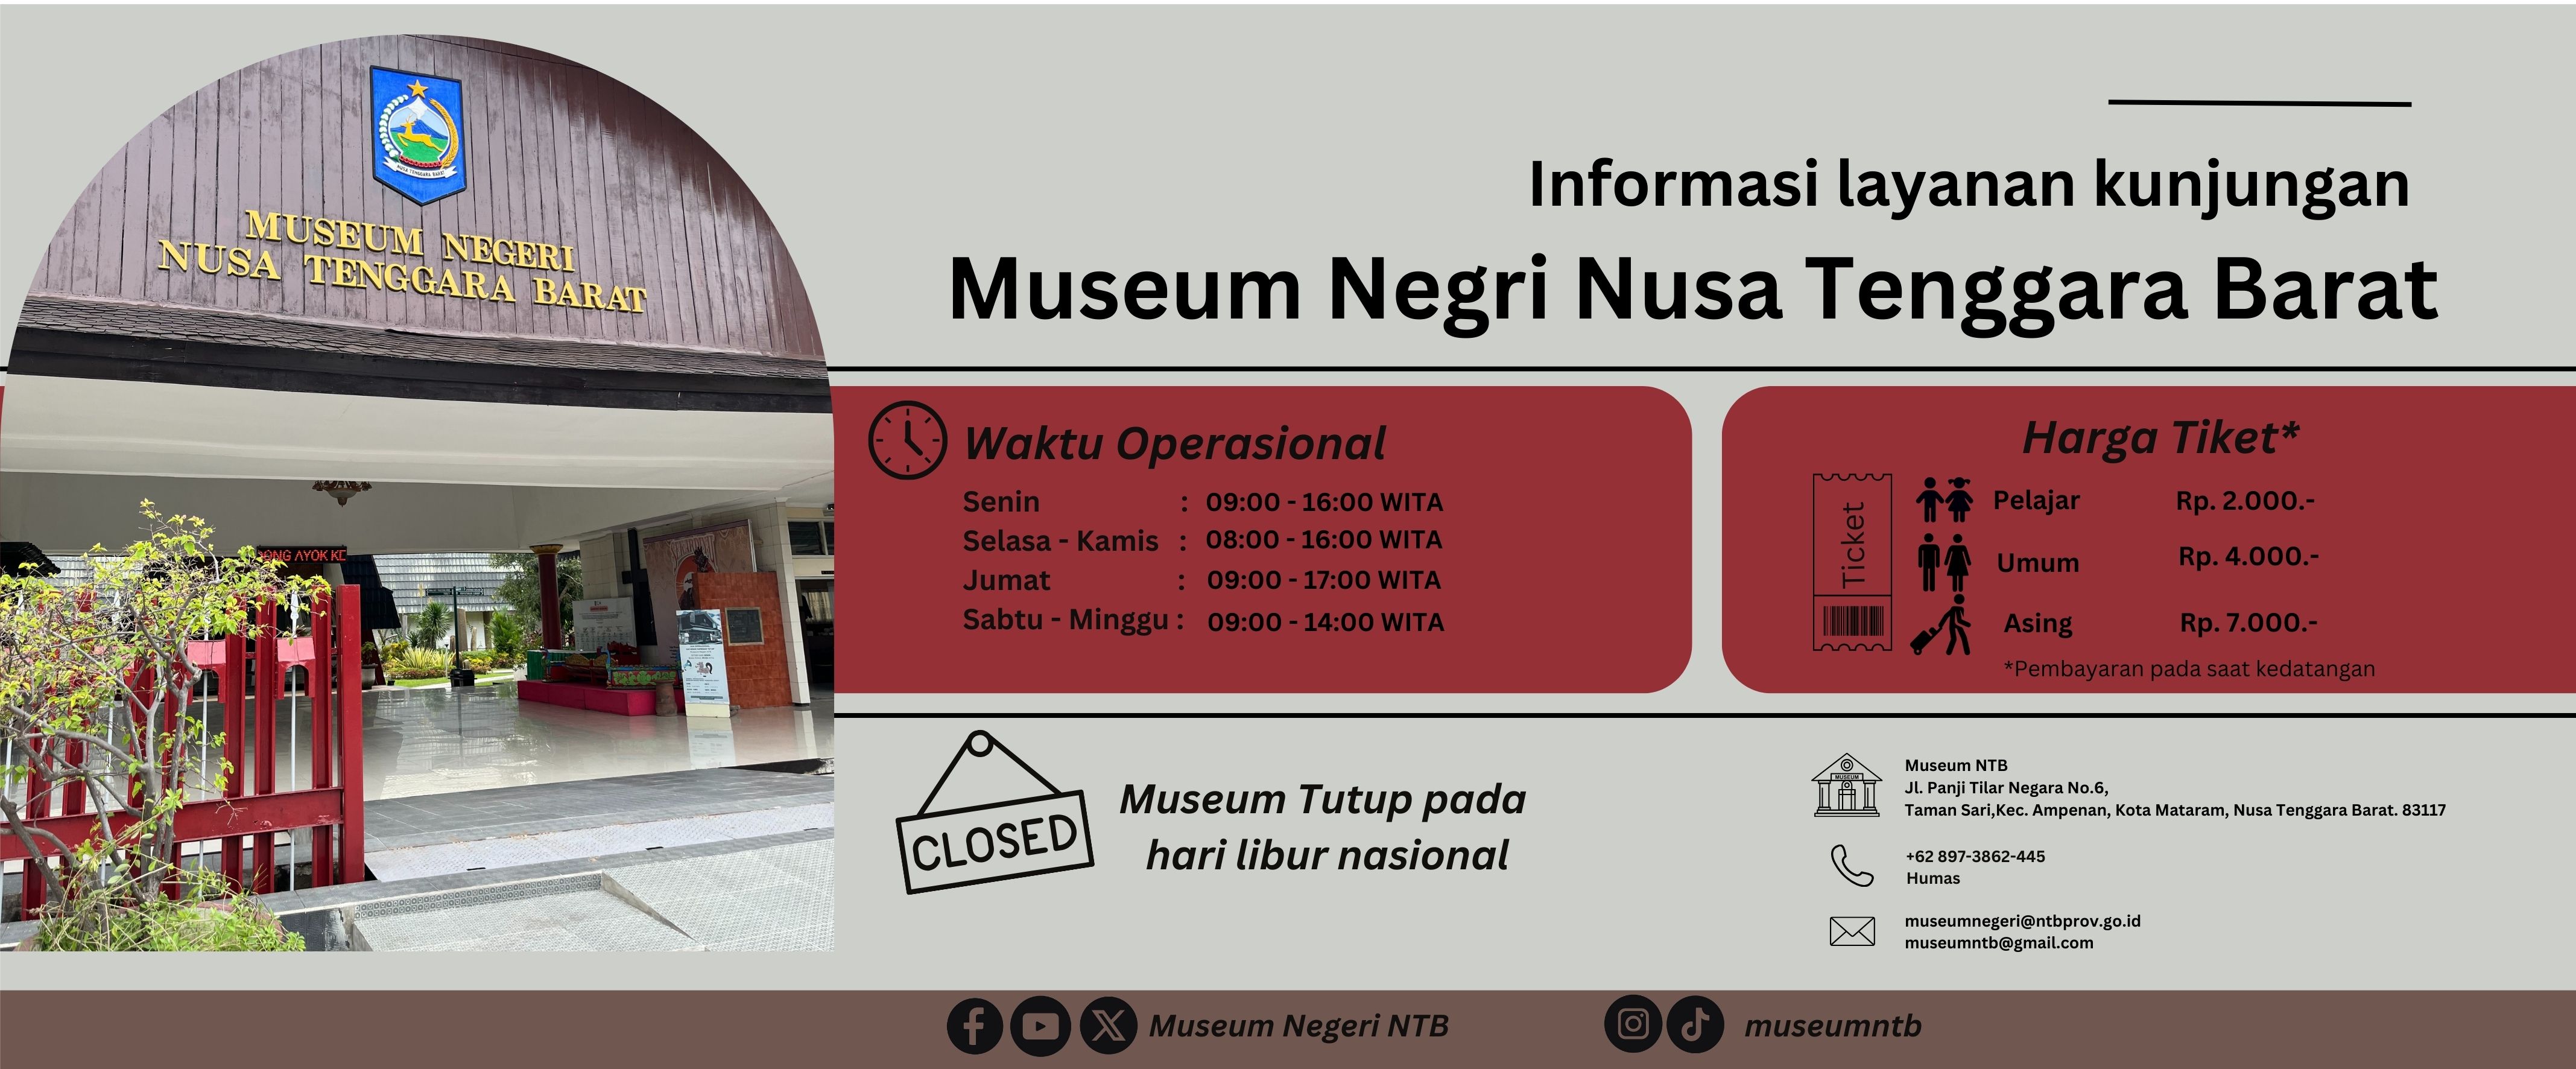 NUSA TENGGARA BARAT
MUSEUM NEGERI
NUSA TENGGARA BARAT
Informasi layanan kunjungan
Museum Negri Nusa Tenggara Barat
Waktu Operasional
Senin : 09:00 - 16:00 WITA
Selasa - Kamis : 08:00 - 16:00 WITA
Jumat : 09:00 - 17:00 WITA
Sabtu - Minggu : 09:00 - 14:00 WITA
Harga Tiket*
Ticket
Pelajar Rp. 2.000.-
Umum Rp. 4.000.-
Asing Rp. 7.000.-
*Pembayaran pada saat kedatangan
CLOSED
Museum Tutup pada
hari libur nasional
MUSEUM
Museum NTB
Jl. Panji Tilar Negara No.6,
Taman Sari,Kec. Ampenan, Kota Mataram, Nusa Tenggara Barat. 83117
+62 897-3862-445
Humas
museumnegeri@ntbprov.go.id
museumntb@gmail.com
Museum Negeri NTB
museumntb